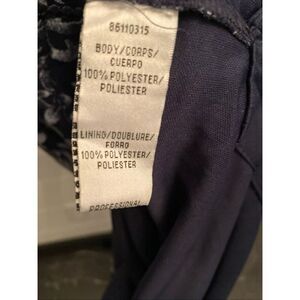 86110315
BODY/CORPS/
CUERPO
100% POLYESTER/
POLIESTER
LINING/DOUBLURE/
FORRO
100% POLYESTER/
POLIESTER
PROFESSIONAL